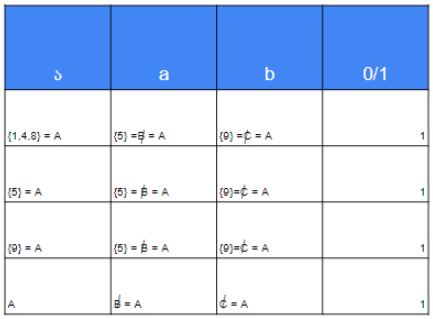 ა a b 0/1
{1,4,8} = A {5} =B̸ = A {9} =C̸ = A 1
{5} = A {5} = B̸ = A {9}=C̸ = A 1
{9} = A {5} = B̸ = A {9}=C̸ = A 1
A B̸ = A C̸ = A 1